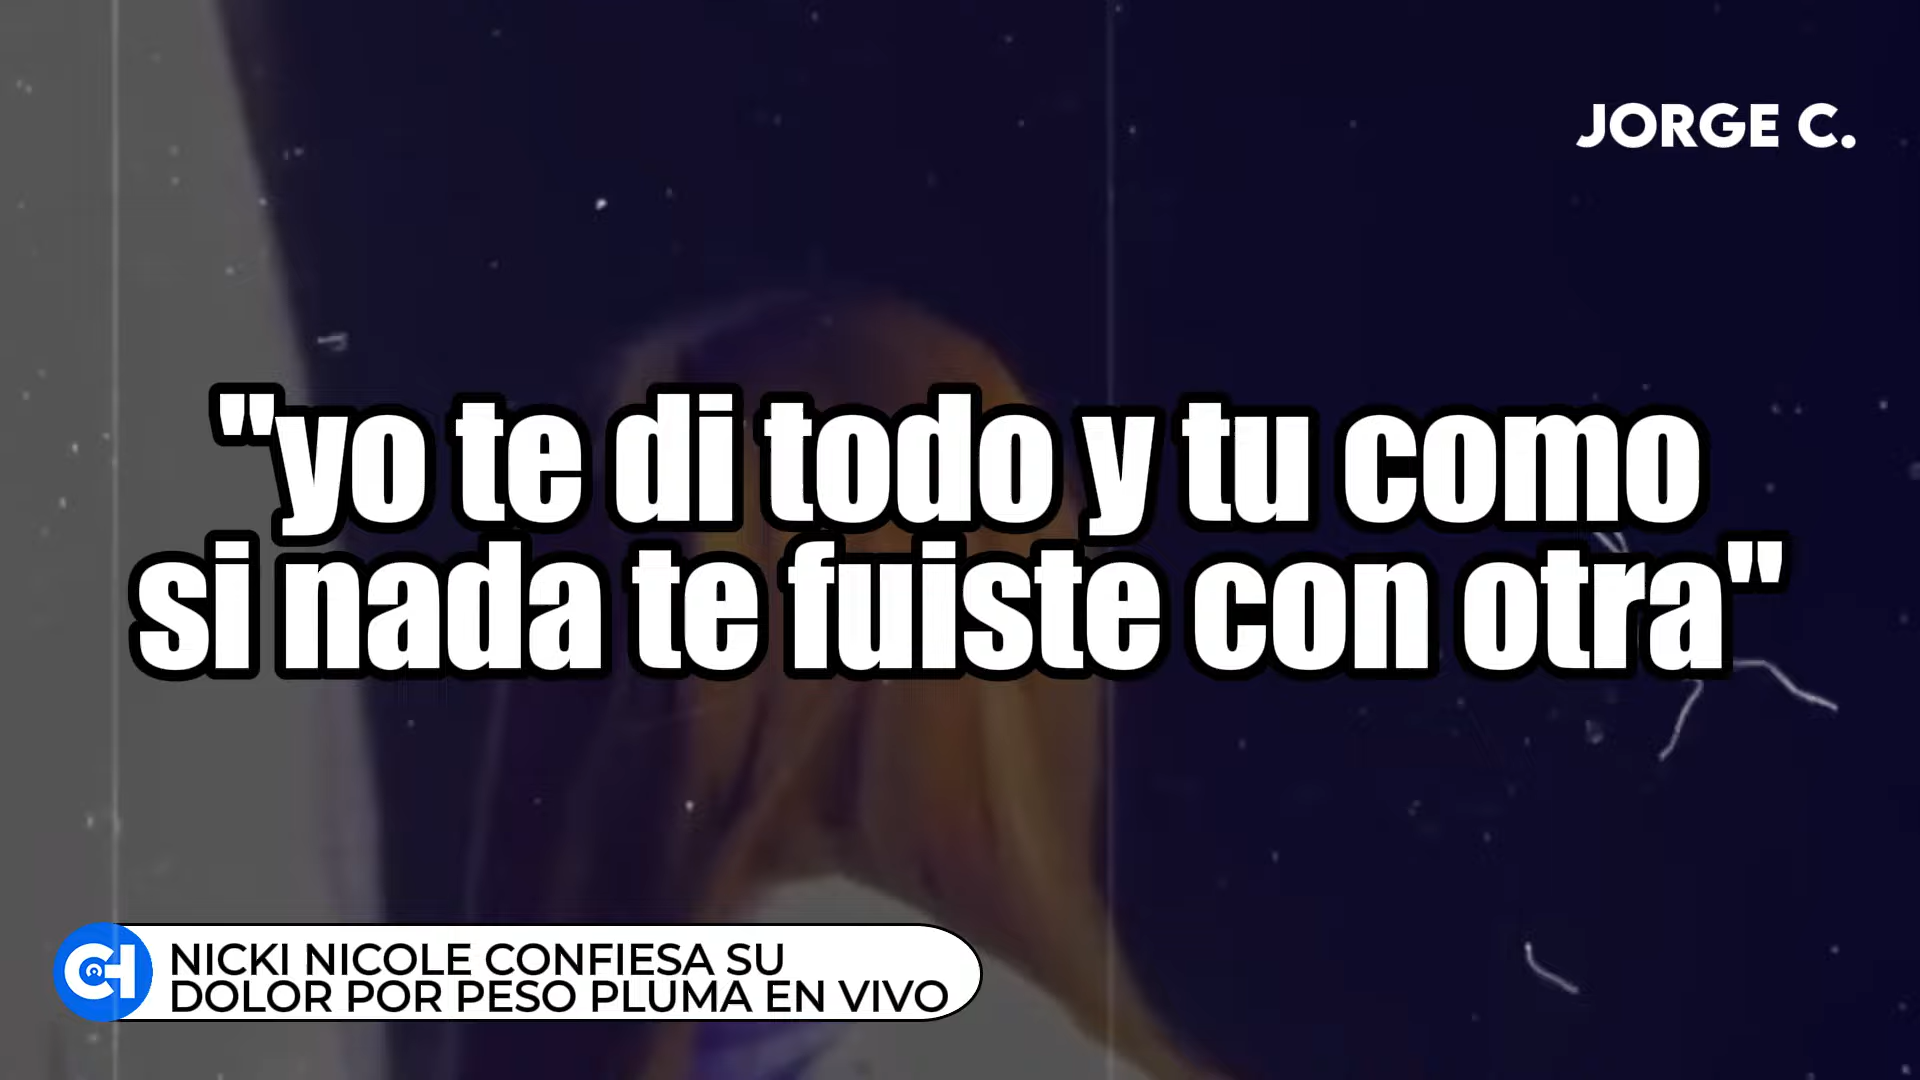 JORGE C.
"yo te di todo y tu como
si nada te fuiste con otra"
CH
NICKI NICOLE CONFIESA SU
DOLOR POR PESO PLUMA EN VIVO